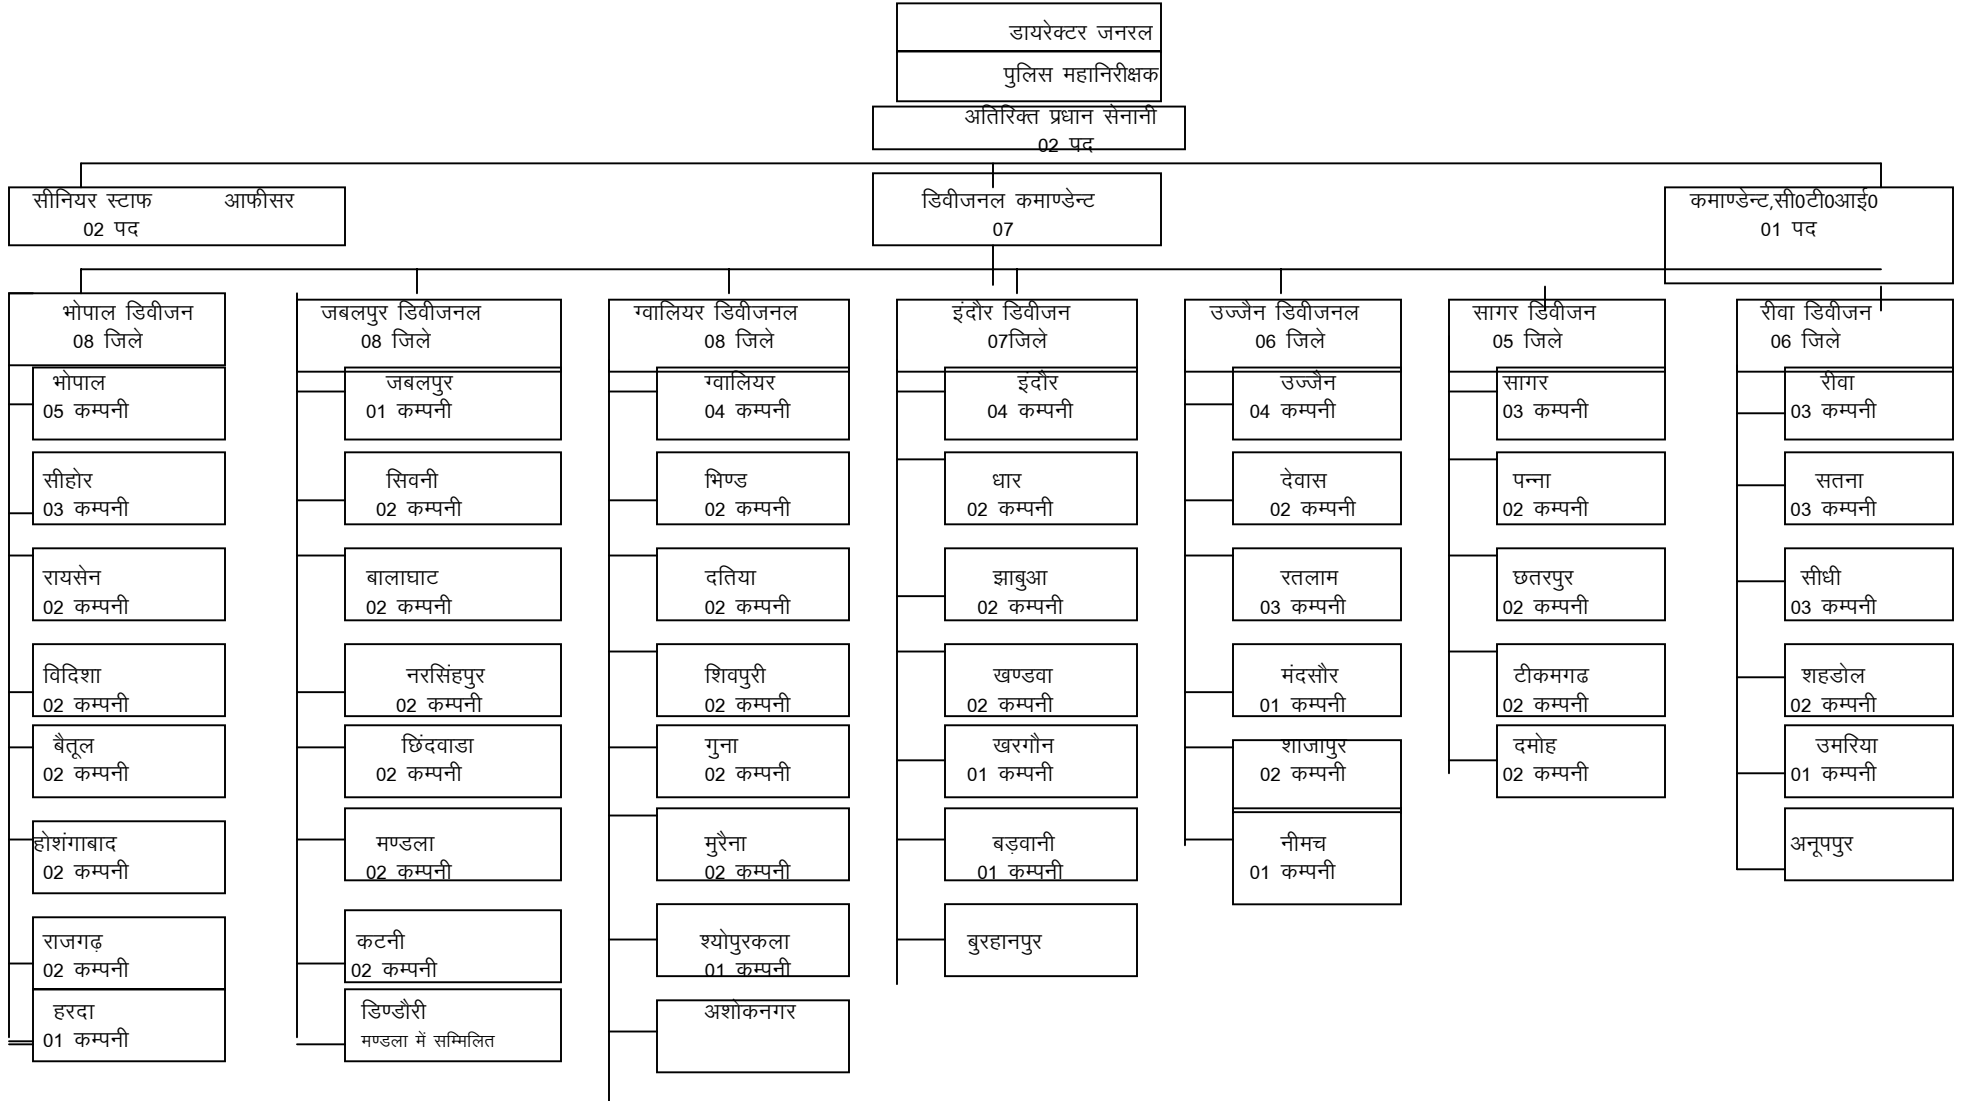 डायरेक्टर जनरल
पुलिस महानिरीक्षक
अतिरिक्त प्रधान सेनानी
02 पद
सीनियर स्टाफ आफीसर
02 पद
डिवीजनल कमाण्डेन्ट
07
कमाण्डेन्ट,सी0टी0आई0
01 पद
भोपाल डिवीजन
08 जिले
भोपाल
05 कम्पनी
सीहोर
03 कम्पनी
रायसेन
02 कम्पनी
विदिशा
02 कम्पनी
बैतूल
02 कम्पनी
होशंगाबाद
02 कम्पनी
राजगढ़
02 कम्पनी
हरदा
01 कम्पनी
जबलपुर डिवीजनल
08 जिले
जबलपुर
01 कम्पनी
सिवनी
02 कम्पनी
बालाघाट
02 कम्पनी
नरसिंहपुर
02 कम्पनी
छिंदवाडा
02 कम्पनी
मण्डला
02 कम्पनी
कटनी
02 कम्पनी
डिण्डौरी
मण्डला में सम्मिलित
ग्वालियर डिवीजनल
08 जिले
ग्वालियर
04 कम्पनी
भिण्ड
02 कम्पनी
दतिया
02 कम्पनी
शिवपुरी
02 कम्पनी
गुना
02 कम्पनी
मुरैना
02 कम्पनी
श्योपुरकला
01 कम्पनी
अशोकनगर
इंदौर डिवीजन
07जिले
इंदौर
04 कम्पनी
धार
02 कम्पनी
झाबुआ
02 कम्पनी
खण्डवा
02 कम्पनी
खरगौन
01 कम्पनी
बड़वानी
01 कम्पनी
बुरहानपुर
उज्जैन डिवीजनल
06 जिले
उज्जैन
04 कम्पनी
देवास
02 कम्पनी
रतलाम
03 कम्पनी
मंदसौर
01 कम्पनी
शाजापुर
02 कम्पनी
नीमच
01 कम्पनी
सागर डिवीजन
05 जिले
सागर
03 कम्पनी
पन्ना
02 कम्पनी
छतरपुर
02 कम्पनी
टीकमगढ
02 कम्पनी
दमोह
02 कम्पनी
रीवा डिवीजन
06 जिले
रीवा
03 कम्पनी
सतना
03 कम्पनी
सीधी
03 कम्पनी
शहडोल
02 कम्पनी
उमरिया
01 कम्पनी
अनूपपुर